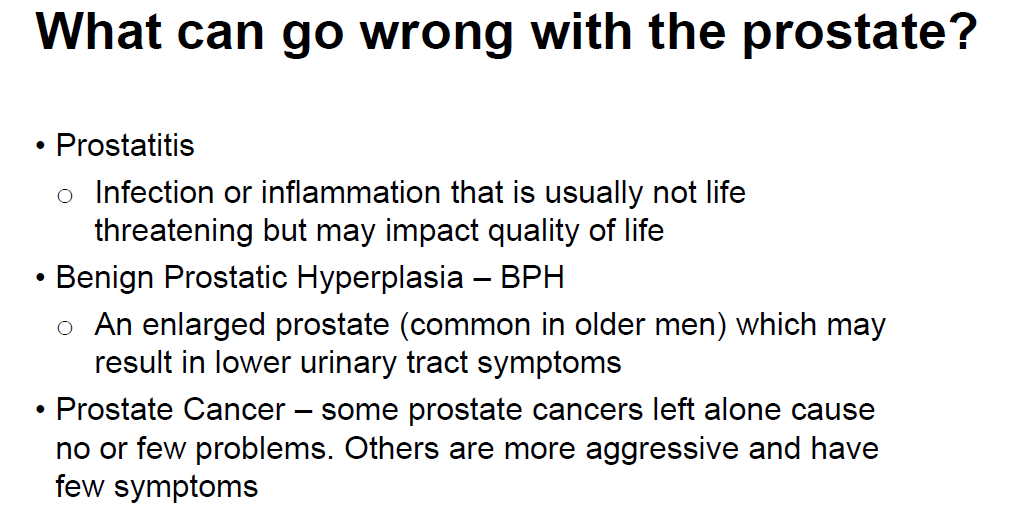 What can go wrong with the prostate?
• Prostatitis
○ Infection or inflammation that is usually not life
threatening but may impact quality of life
• Benign Prostatic Hyperplasia – BPH
○ An enlarged prostate (common in older men) which may
result in lower urinary tract symptoms
• Prostate Cancer – some prostate cancers left alone cause
no or few problems. Others are more aggressive and have
few symptoms